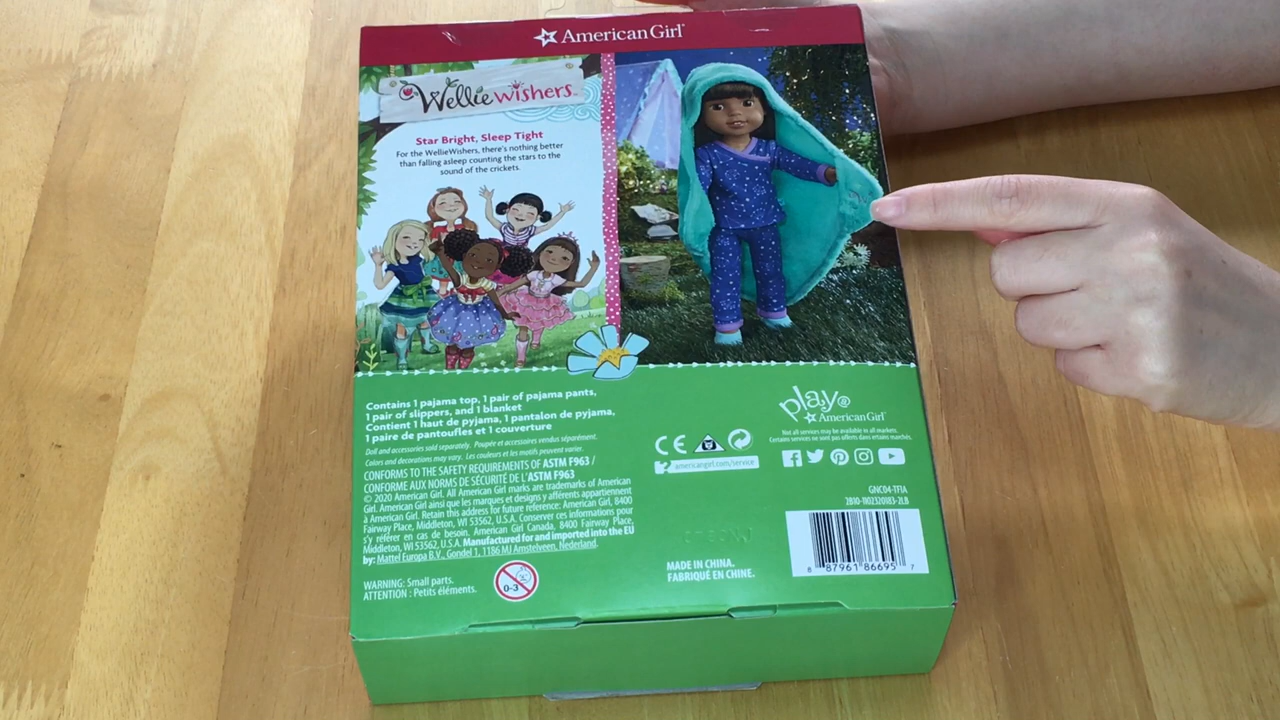 American Girl®
WellieWishers™
Star Bright, Sleep Tight
For the WellieWishers, there's nothing better
than falling asleep counting the stars to the
sound of the crickets.
Contains 1 pajama top, 1 pair of pajama pants,
1 pair of slippers, and 1 blanket
Contient 1 haut de pyjama, 1 pantalon de pyjama,
1 paire de pantoufles et 1 couverture
Doll and accessories sold separately. Poupée et accessoires vendus séparément.
Colors and decorations may vary. Les couleurs et les motifs peuvent varier.
CONFORMS TO THE SAFETY REQUIREMENTS OF ASTM F963 /
CONFORME AUX NORMES DE SÉCURITÉ DE L'ASTM F963
© 2020 American Girl. All American Girl marks are trademarks of American
Girl. American Girl ainsi que les marques et designs y afférents appartiennent
à American Girl. Retain this address for future reference: American Girl, 8400
Fairway Place, Middleton, WI 53562, U.S.A. Conserver ces informations pour
s'y référer en cas de besoin. American Girl Canada, 8400 Fairway Place,
Middleton, WI 53562, U.S.A. Manufactured for and imported into the EU
by: Mattel Europa B.V., Gondel 1, 1186 MJ Amstelveen, Nederland.
WARNING: Small parts.
ATTENTION : Petits éléments.
0-3
play@
American Girl®
Not all services may be available in all markets.
Certains services ne sont pas offerts dans certains marchés.
CE
? americangirl.com/service
GNC04-TF1A
2B10-1102320183-2LB
8 87961 86695 7
MADE IN CHINA.
FABRIQUÉ EN CHINE.